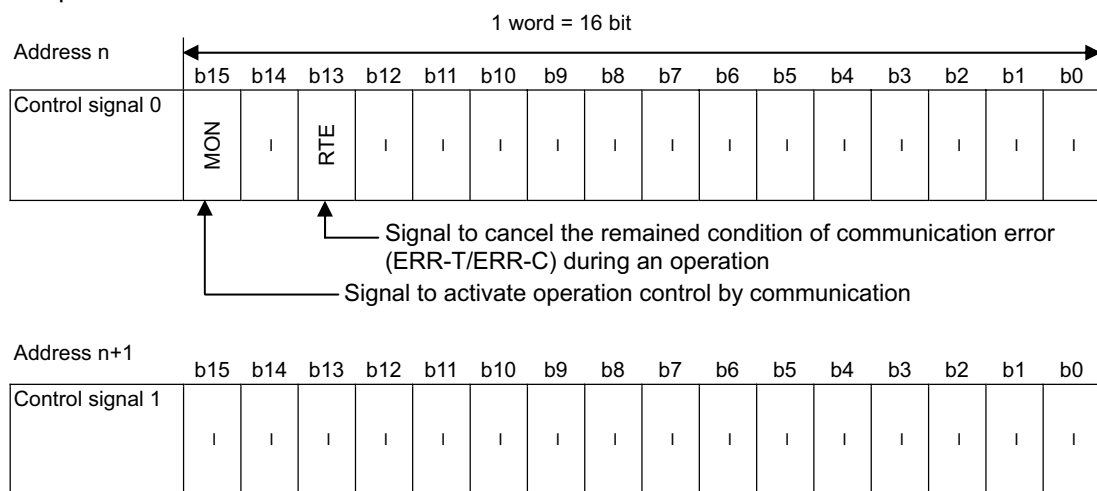 1 word = 16 bit
Address n
b15 b14 b13 b12 b11 b10 b9 b8 b7 b6 b5 b4 b3 b2 b1 b0
Control signal 0 MON - RTE - - - - - - - - - - - - -
Signal to cancel the remained condition of communication error
(ERR-T/ERR-C) during an operation
Signal to activate operation control by communication
Address n+1
b15 b14 b13 b12 b11 b10 b9 b8 b7 b6 b5 b4 b3 b2 b1 b0
Control signal 1 - - - - - - - - - - - - - - - -